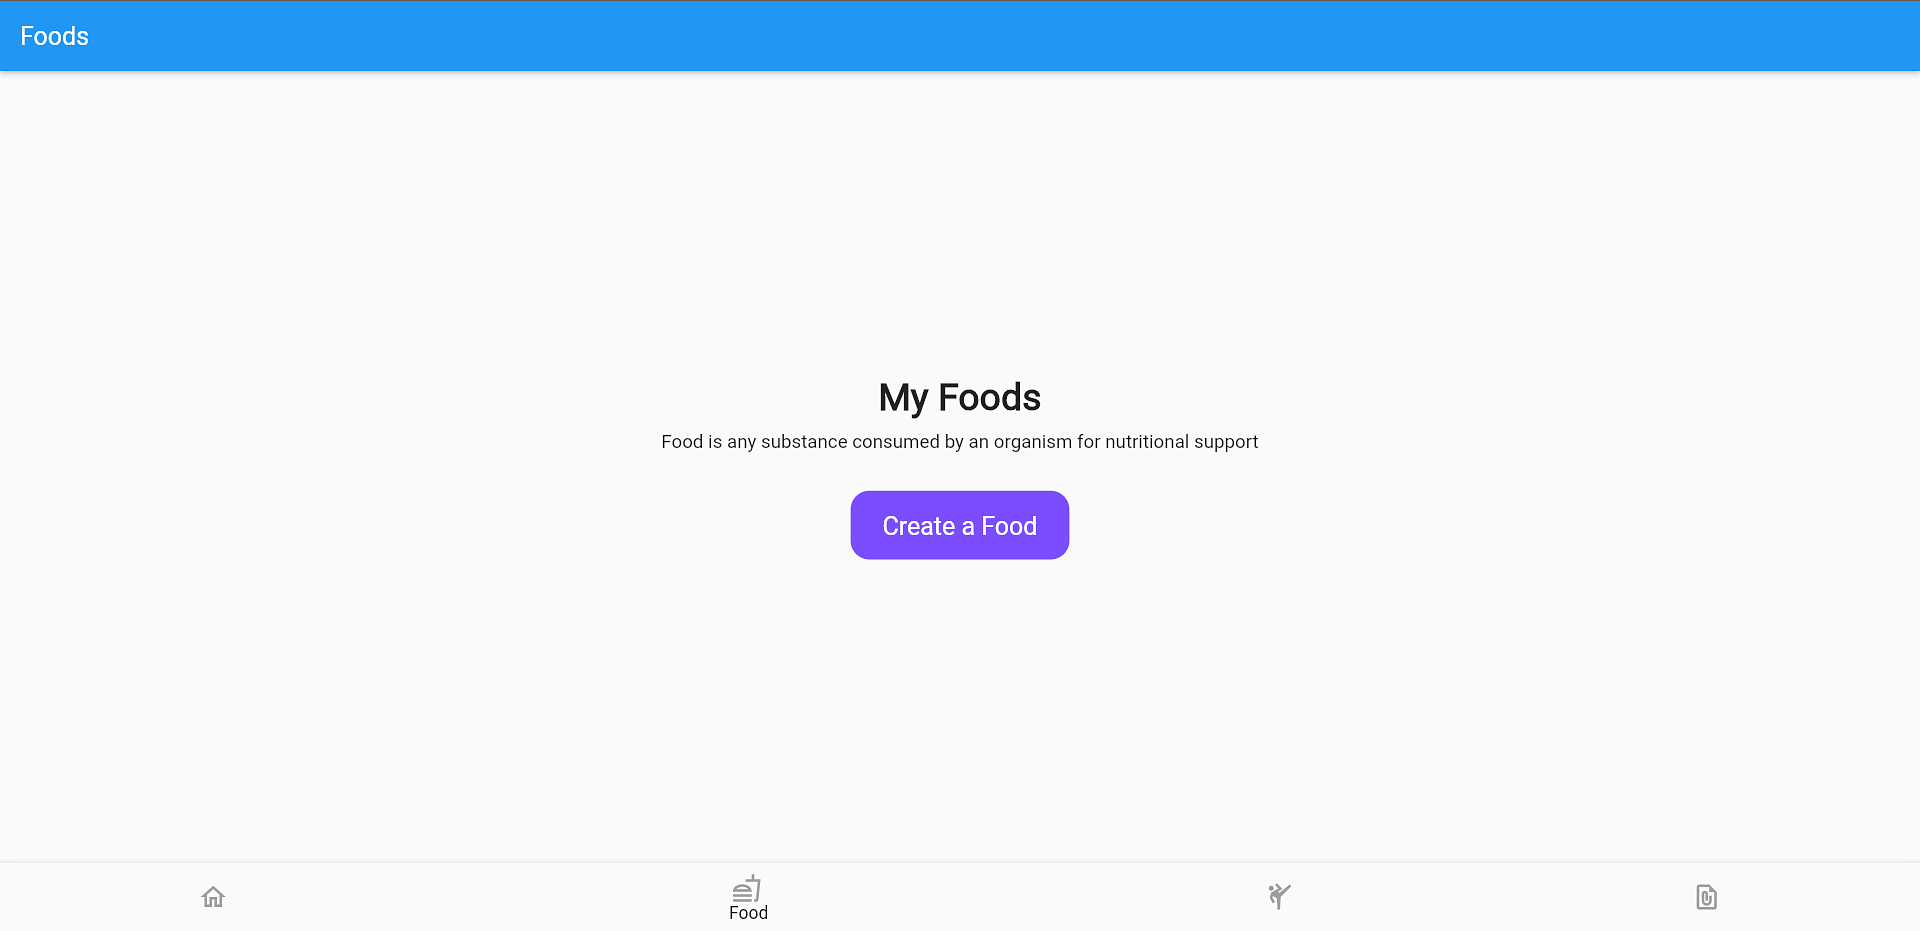 Foods
My Foods
Food is any substance consumed by an organism for nutritional support
Create a Food
Food